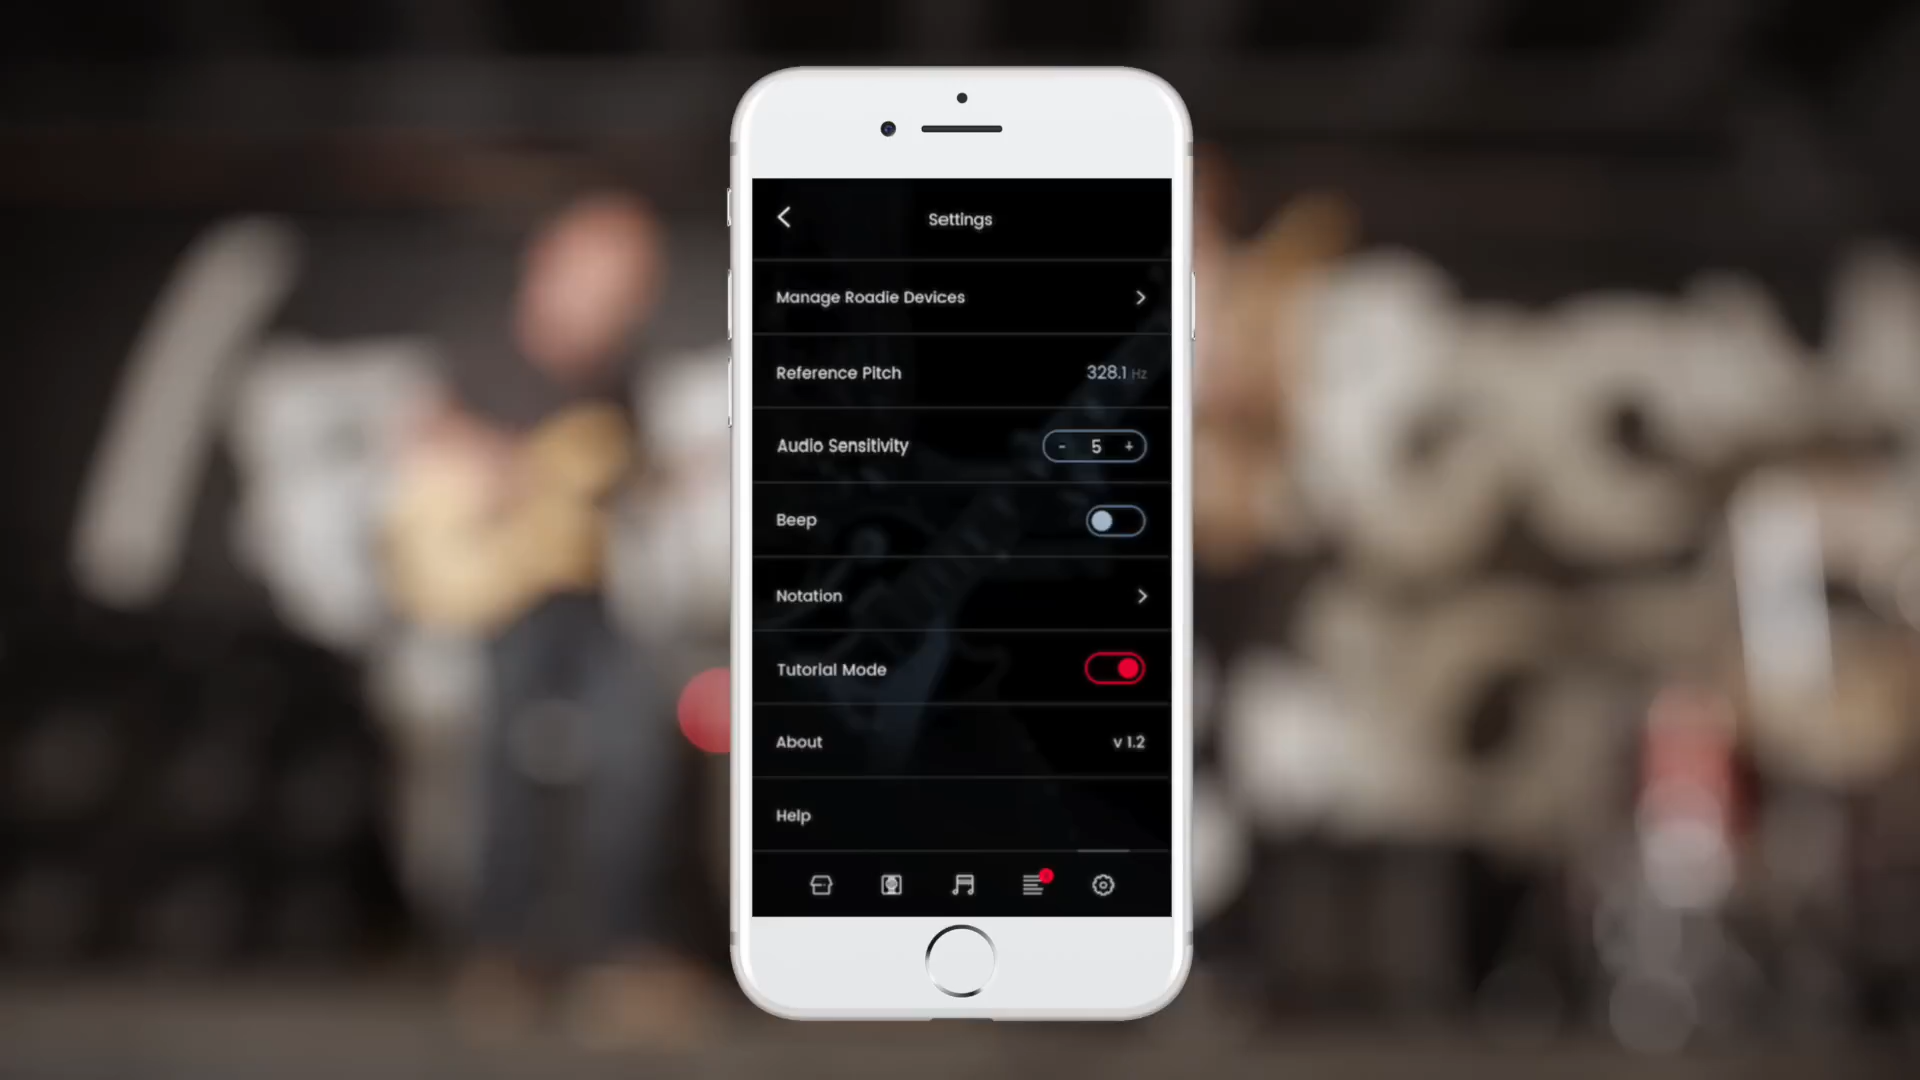 Settings
Manage Roadie Devices
Reference Pitch 328.1 Hz
Audio Sensitivity - 5 +
Beep
Notation
Tutorial Mode
About v 1.2
Help